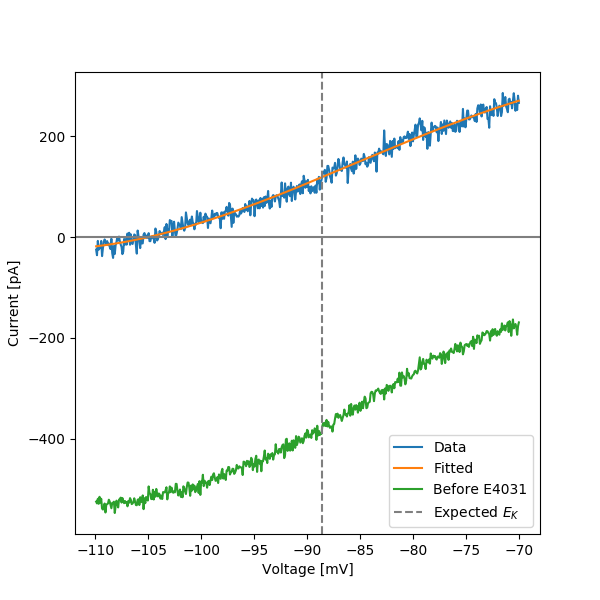 200
0
−200
−400
Current [pA]
−110
−105
−100
−95
−90
−85
−80
−75
−70
Voltage [mV]
Data
Fitted
Before E4031
Expected E_K